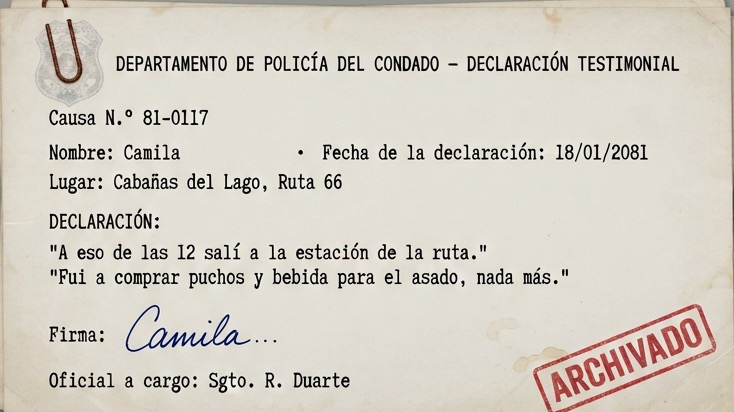 DEPARTAMENTO DE POLICÍA DEL CONDADO – DECLARACIÓN TESTIMONIAL
Causa N.º 81-0117
Nombre: Camila • Fecha de la declaración: 18/01/2081
Lugar: Cabañas del Lago, Ruta 66
DECLARACIÓN:
"A eso de las 12 salí a la estación de la ruta."
"Fui a comprar puchos y bebida para el asado, nada más."
Firma: Camila...
Oficial a cargo: Sgto. R. Duarte
ARCHIVADO